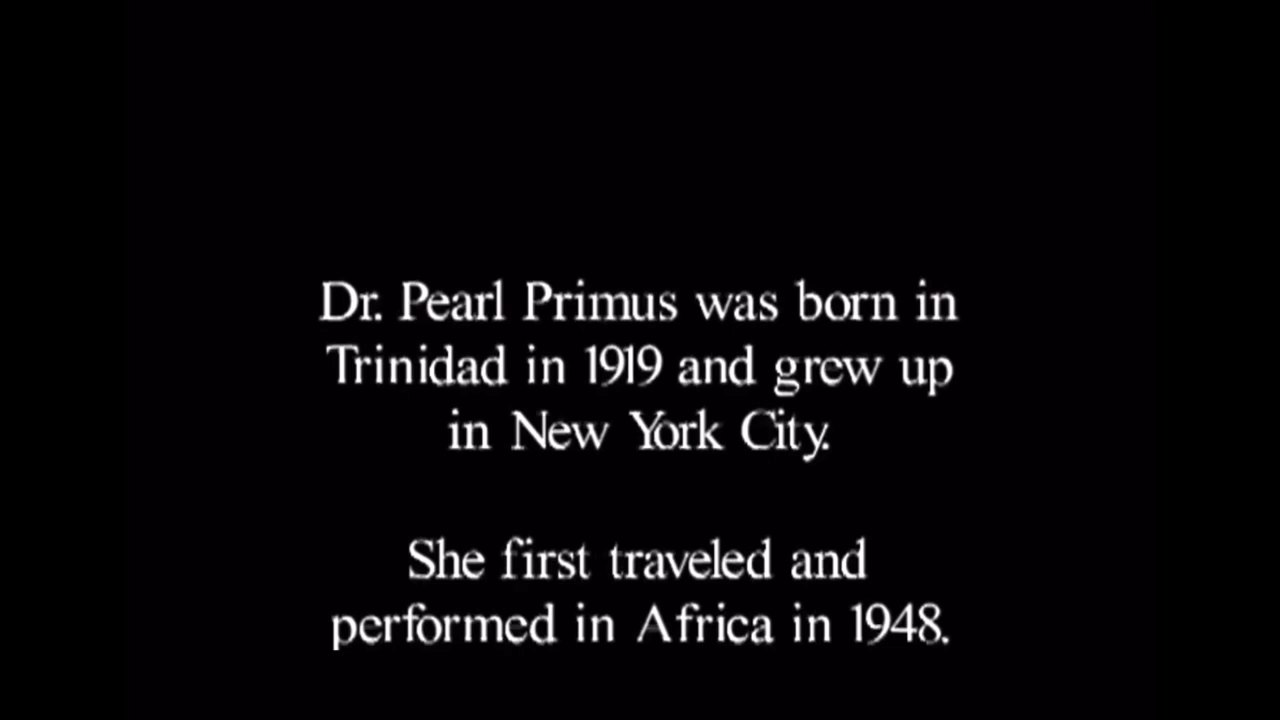 Dr. Pearl Primus was born in
Trinidad in 1919 and grew up
in New York City.
She first traveled and
performed in Africa in 1948.